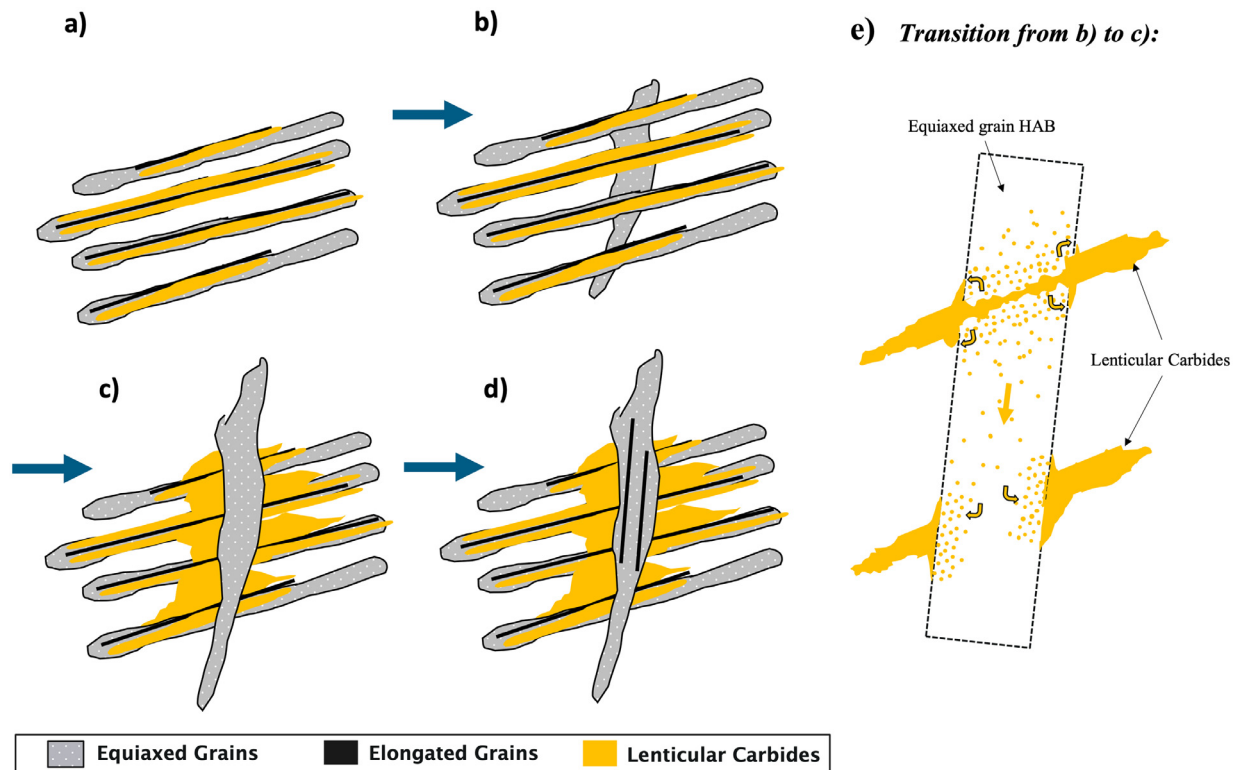 a)
b)
e) Transition from b) to c):
Equiaxed grain HAB
Lenticular Carbides
c)
d)
Equiaxed Grains
Elongated Grains
Lenticular Carbides